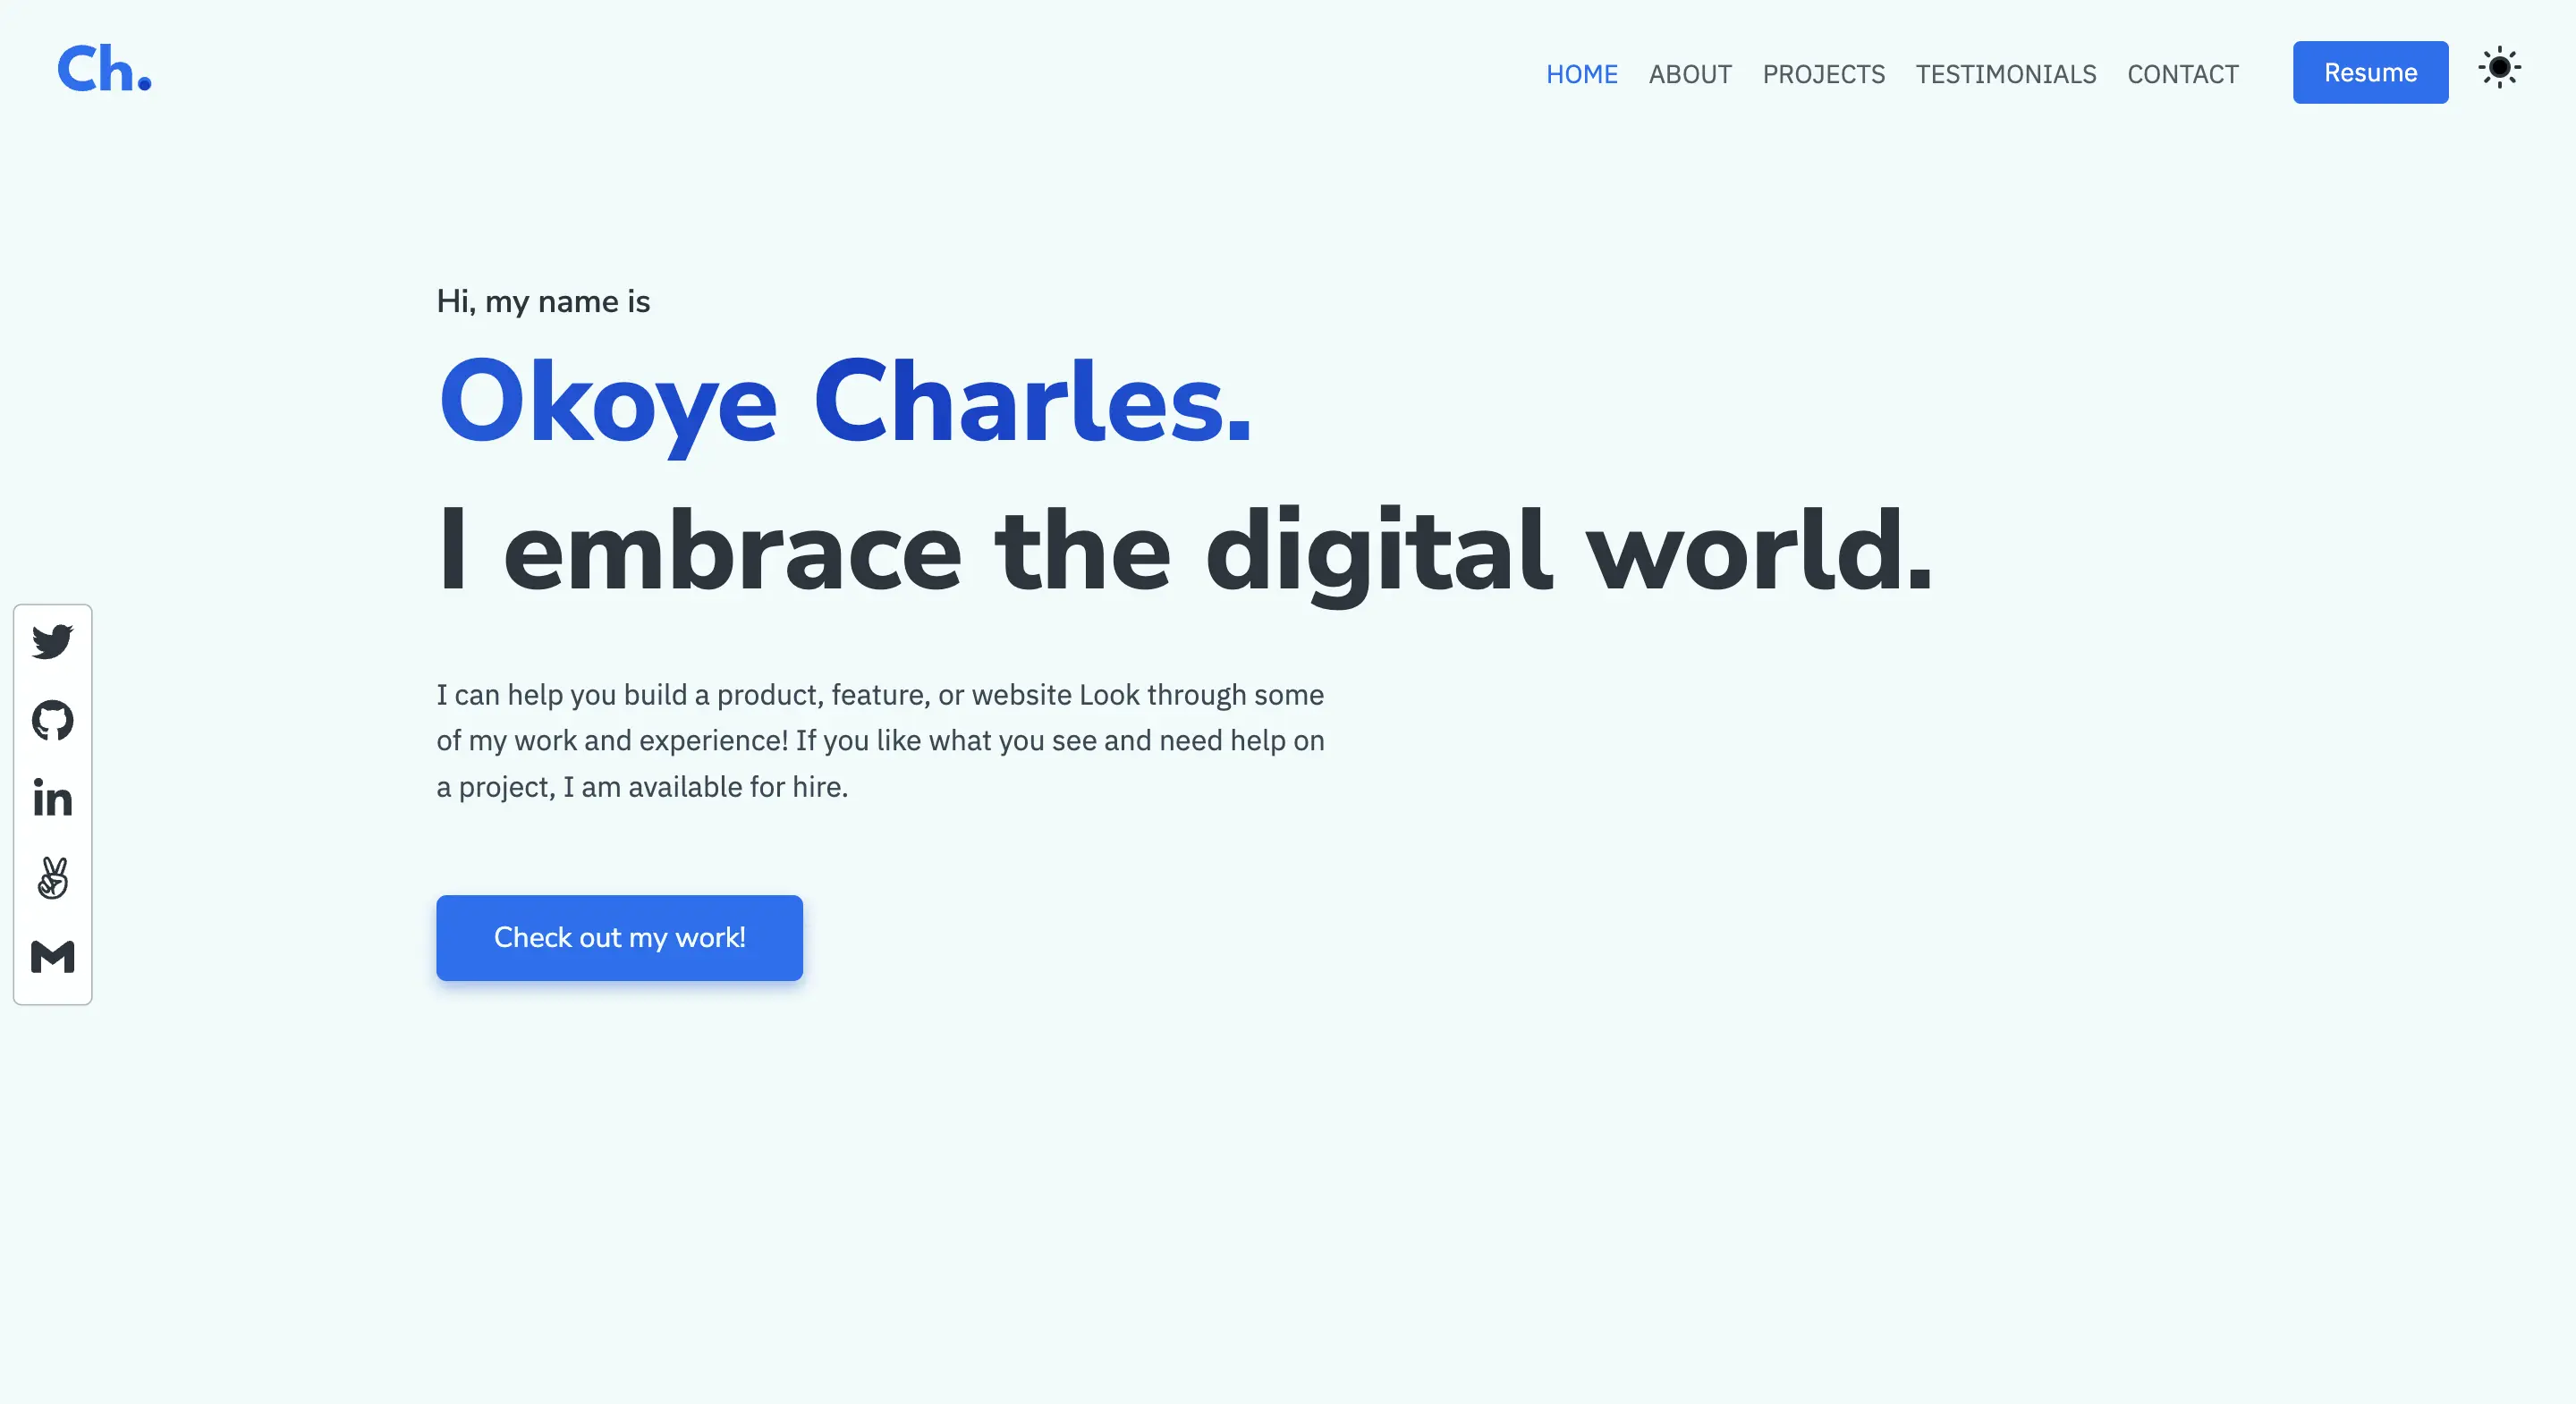 Ch.
HOME ABOUT PROJECTS TESTIMONIALS CONTACT Resume
Hi, my name is
Okoye Charles.
I embrace the digital world.
I can help you build a product, feature, or website Look through some
of my work and experience! If you like what you see and need help on
a project, I am available for hire.
Check out my work!
in